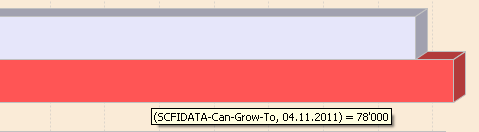 (SCFIDATA-Can-Grow-To, 04.11.2011) = 78'000